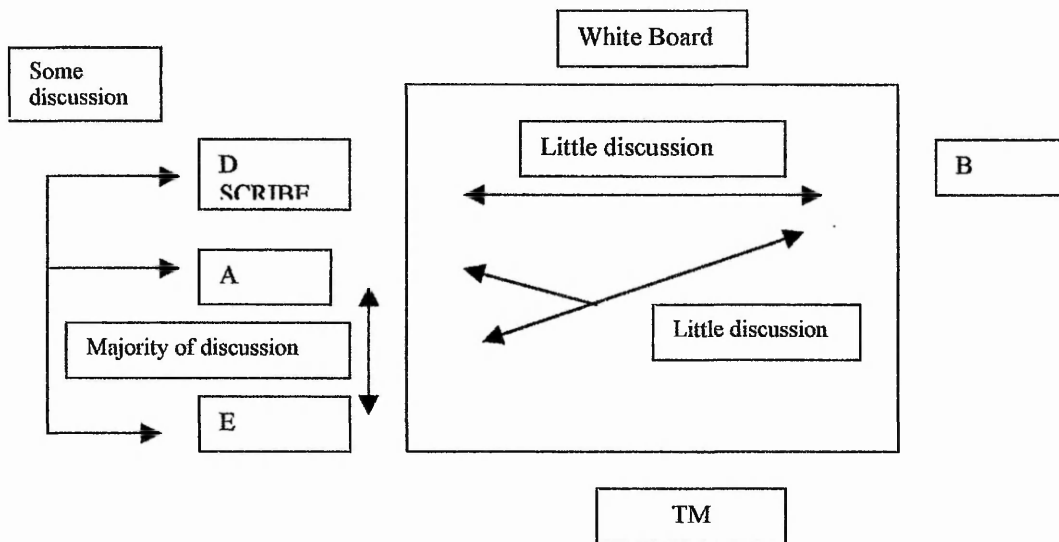 White Board
Some
discussion
Little discussion
D
SCRIBE
B
A
Little discussion
Majority of discussion
E
TM